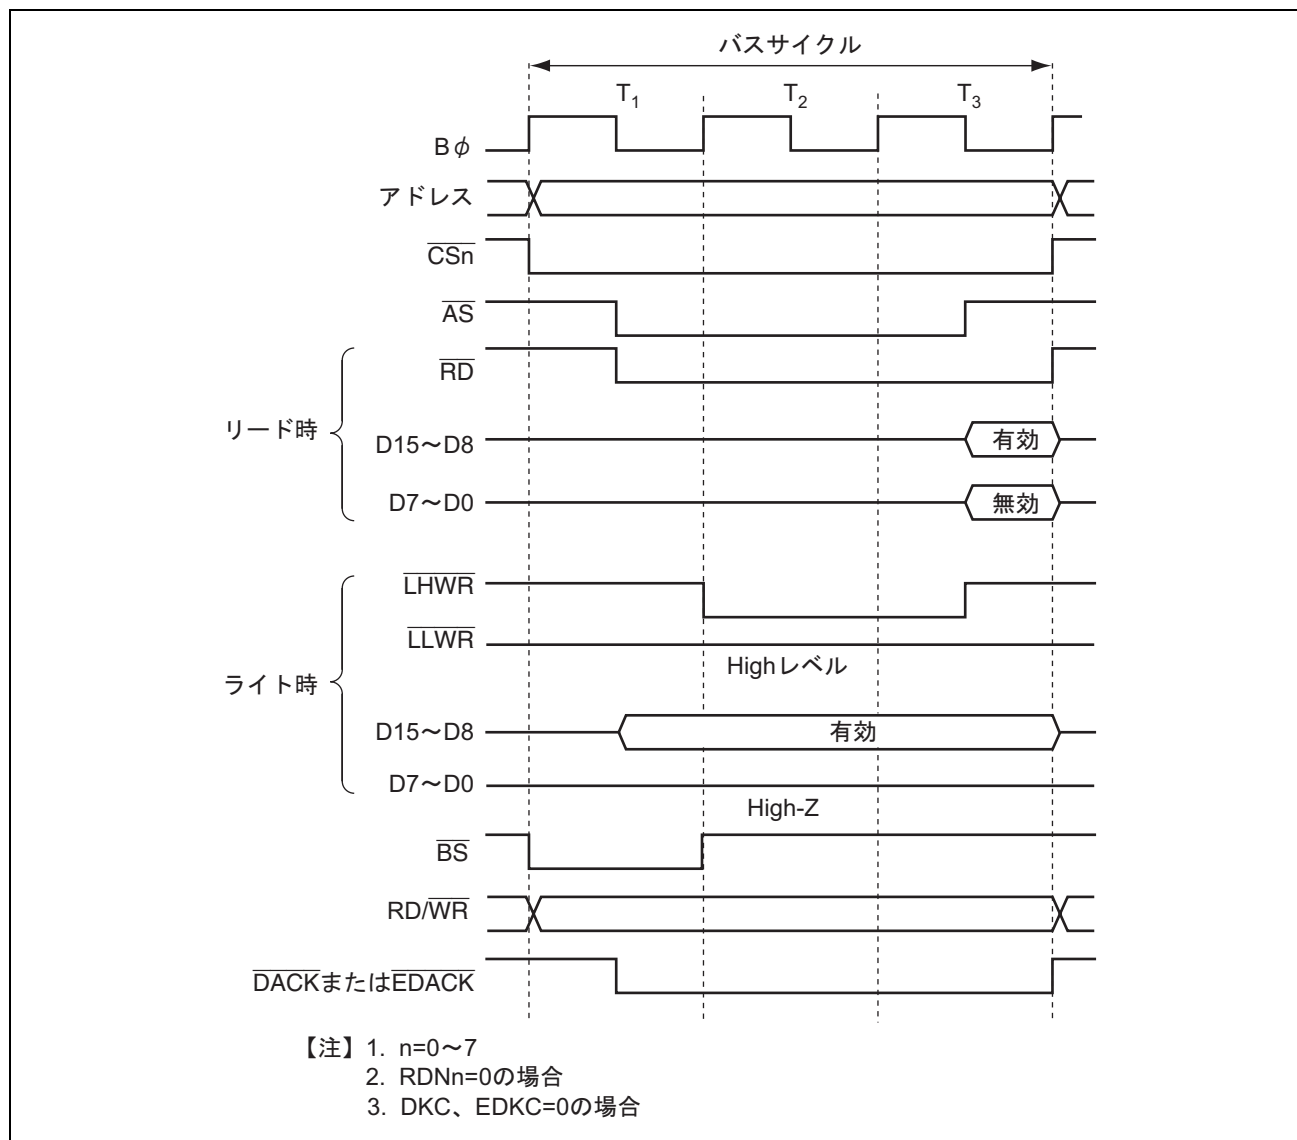 バスサイクル
T1 T2 T3
Bφ
アドレス
CSn
AS
RD
リード時
D15～D8 有効
D7～D0 無効
LHWR
LLWR
Highレベル
ライト時
D15～D8 有効
D7～D0
High-Z
BS
RD/WR
DACKまたはEDACK
【注】1. n=0～7
2. RDNn=0の場合
3. DKC、EDKC=0の場合